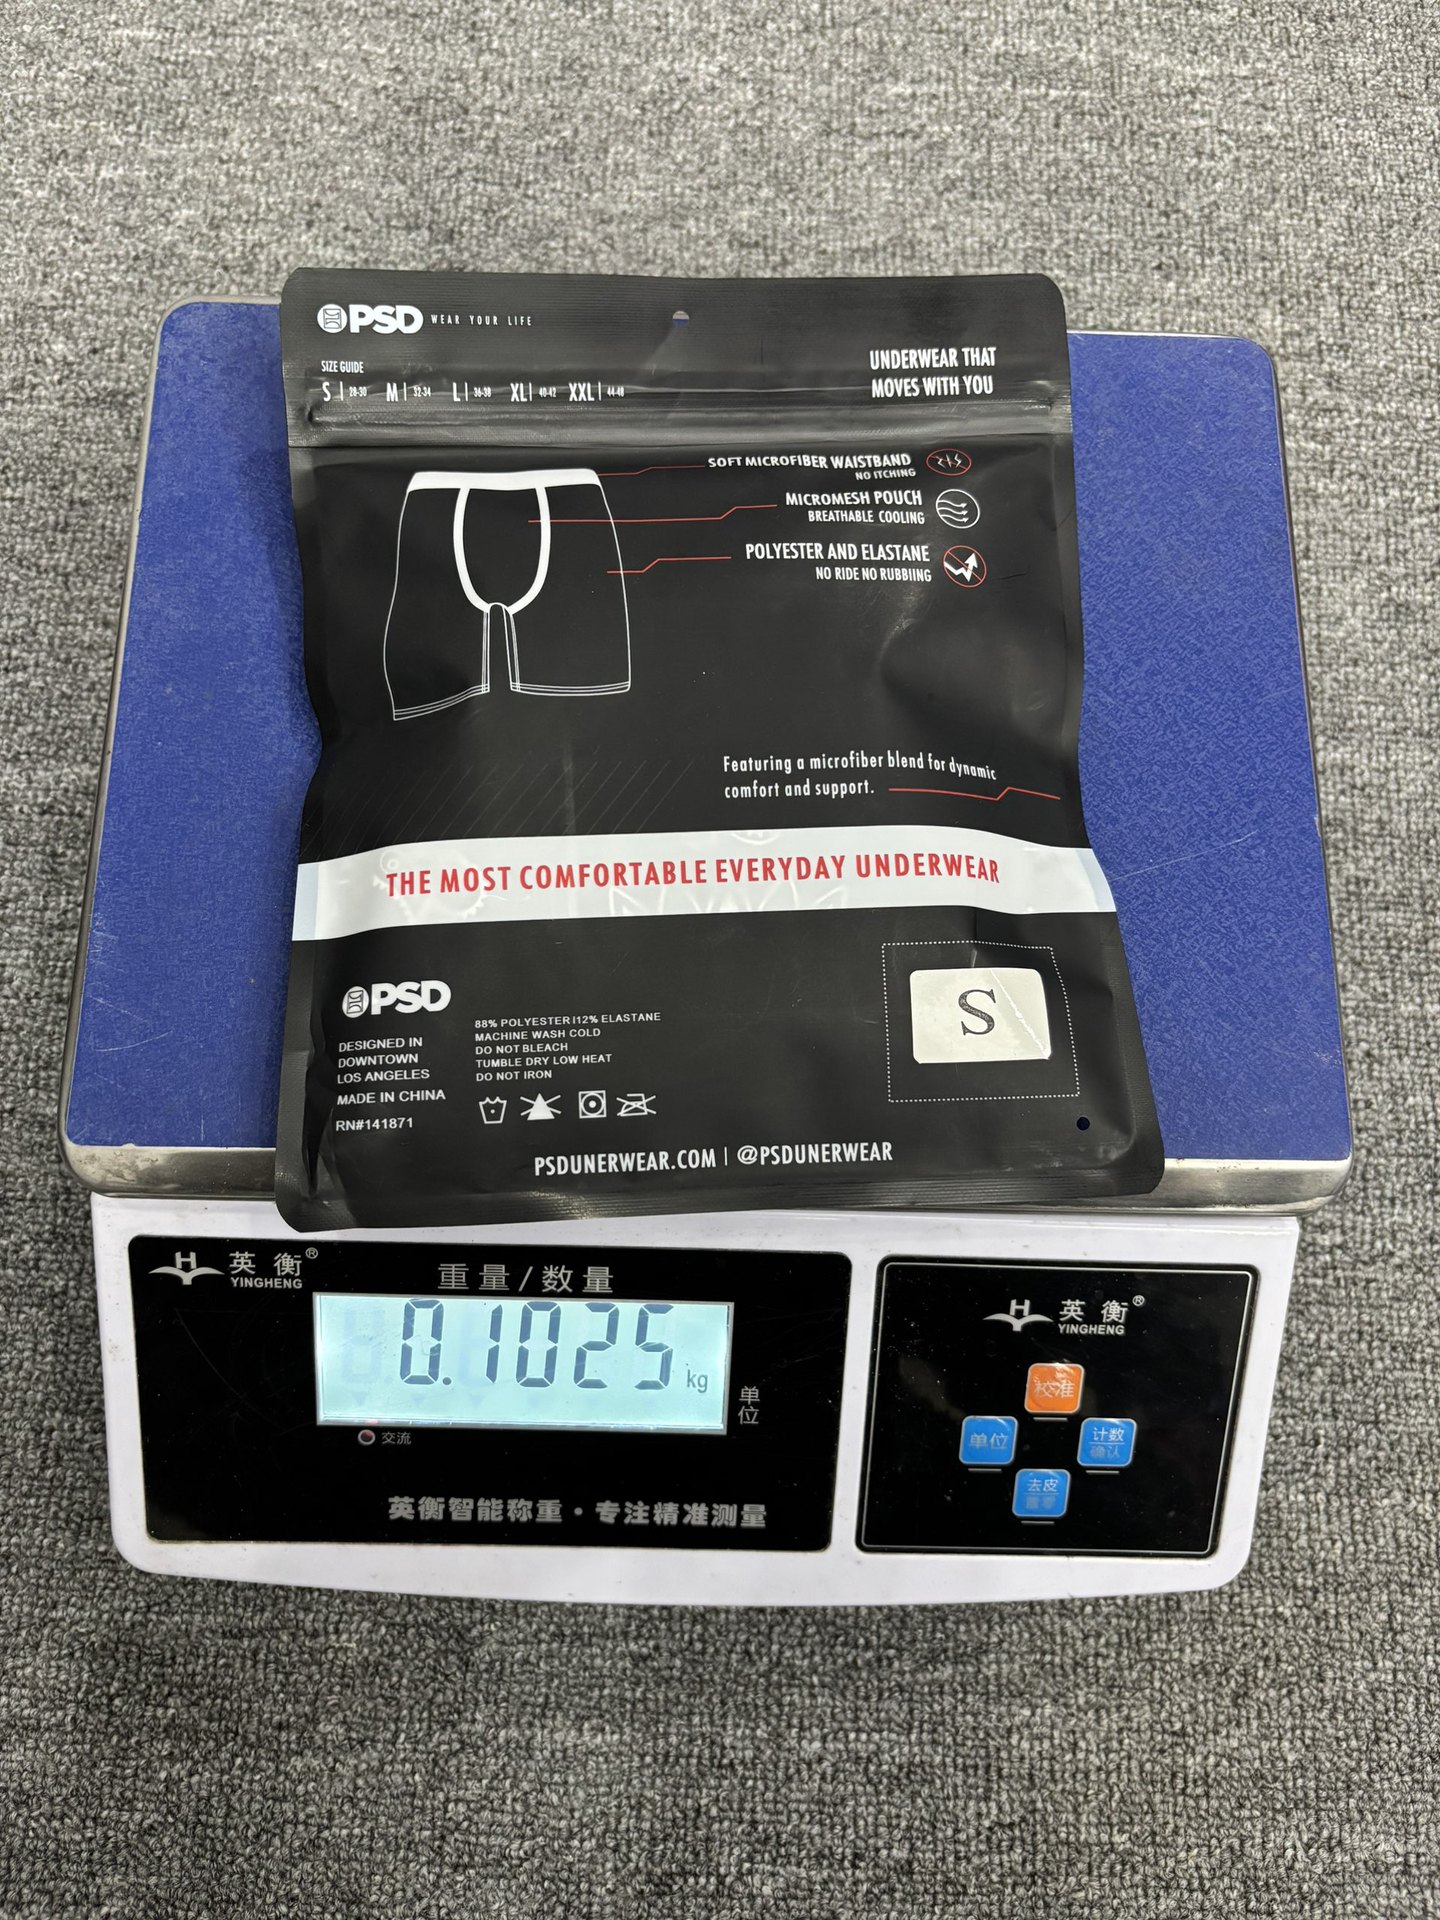 PSD WEAR YOUR LIFE
SIZE GUIDE
S | 28-30 M | 32-34 L | 36-38 XL | 40-42 XXL | 44-48
UNDERWEAR THAT
MOVES WITH YOU
SOFT MICROFIBER WAISTBAND
NO ITCHING
MICROMESH POUCH
BREATHABLE COOLING
POLYESTER AND ELASTANE
NO RIDE NO RUBBIING
Featuring a microfiber blend for dynamic
comfort and support.
THE MOST COMFORTABLE EVERYDAY UNDERWEAR
PSD
DESIGNED IN
DOWNTOWN
LOS ANGELES
MADE IN CHINA
RN#141871
88% POLYESTER I12% ELASTANE
MACHINE WASH COLD
DO NOT BLEACH
TUMBLE DRY LOW HEAT
DO NOT IRON
S
PSDUNERWEAR.COM | @PSDUNERWEAR
H 英衡®
YINGHENG
重量/数量
0.1025 kg
单位
交流
英衡智能称重·专注精准测量
H 英衡®
YINGHENG
校准
单位
计数
确认
去皮
置零